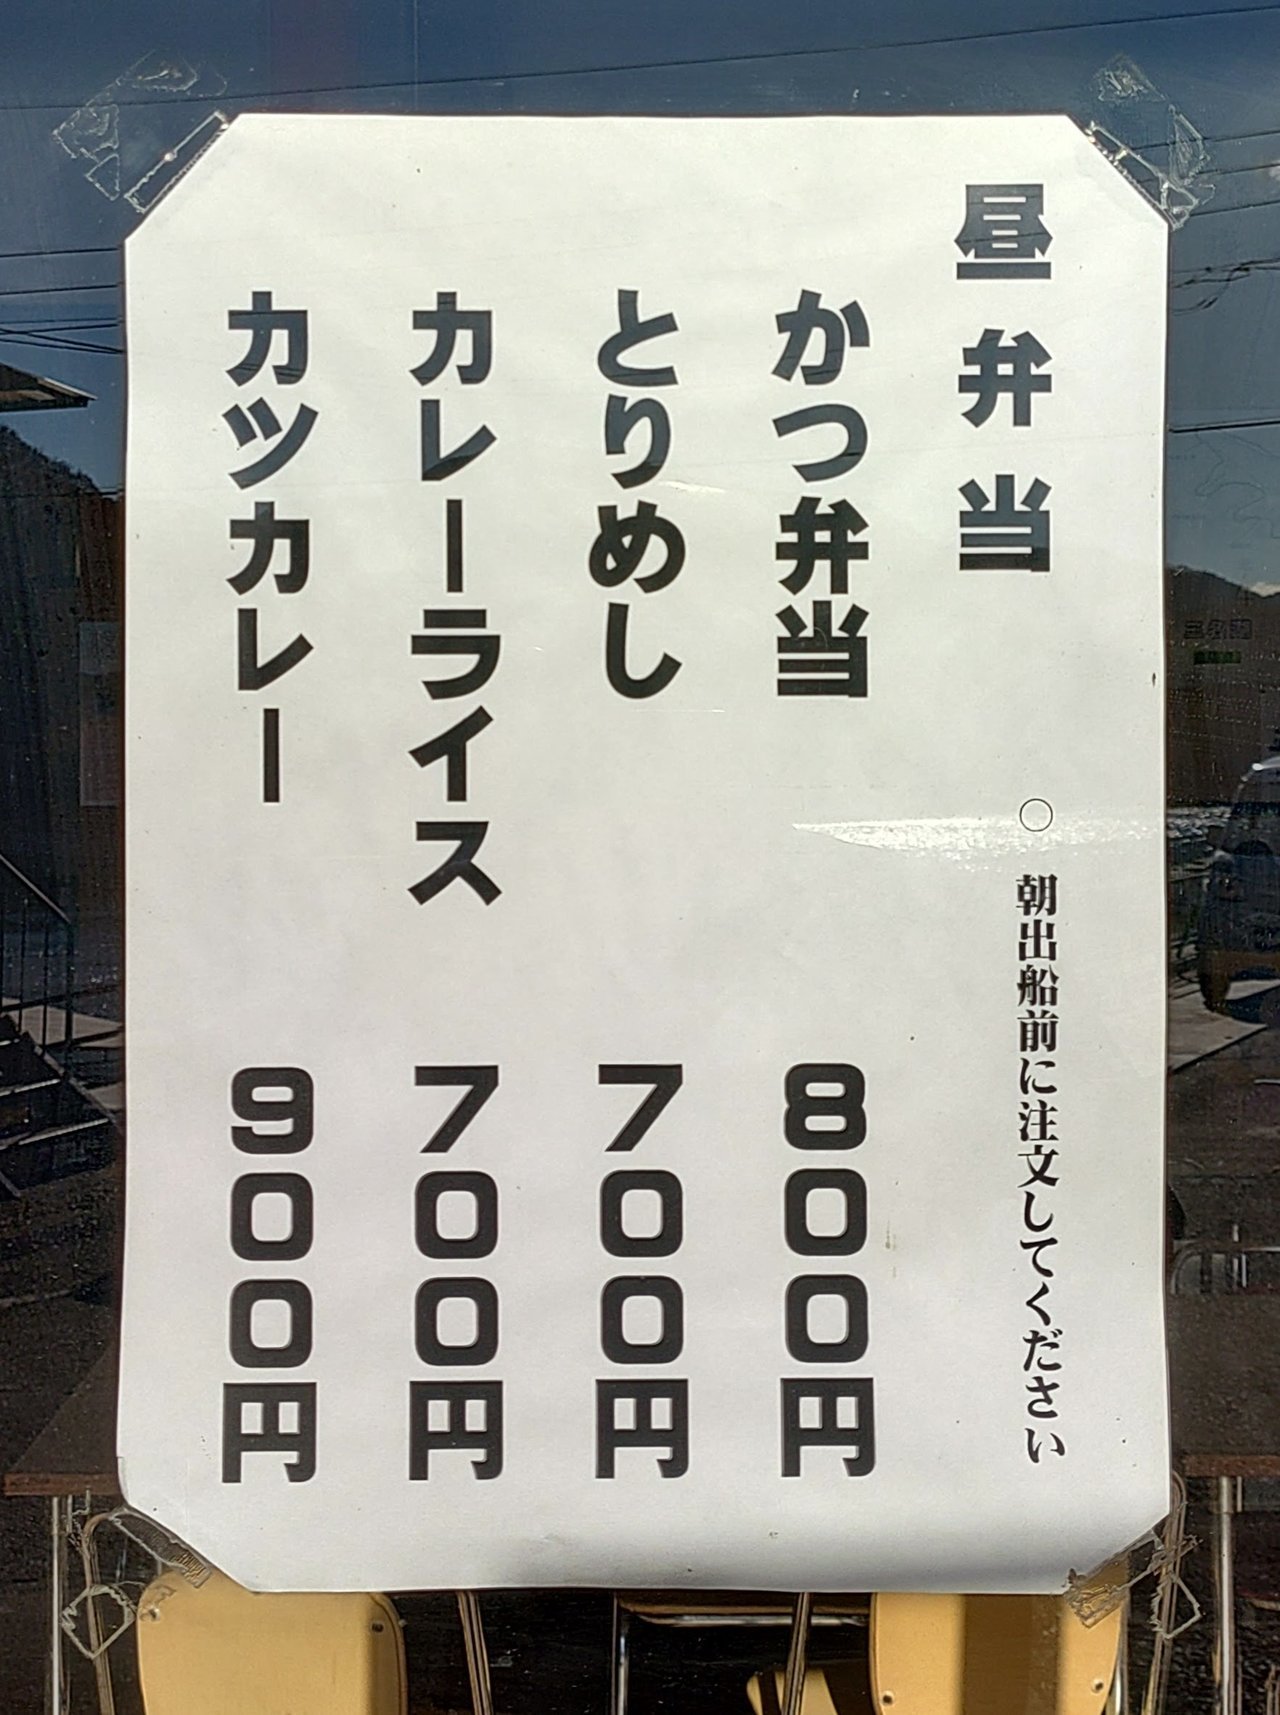 昼弁当
○ 朝出船前に注文してください
かつ弁当 800円
とりめし 700円
カレーライス 700円
カツカレー 900円